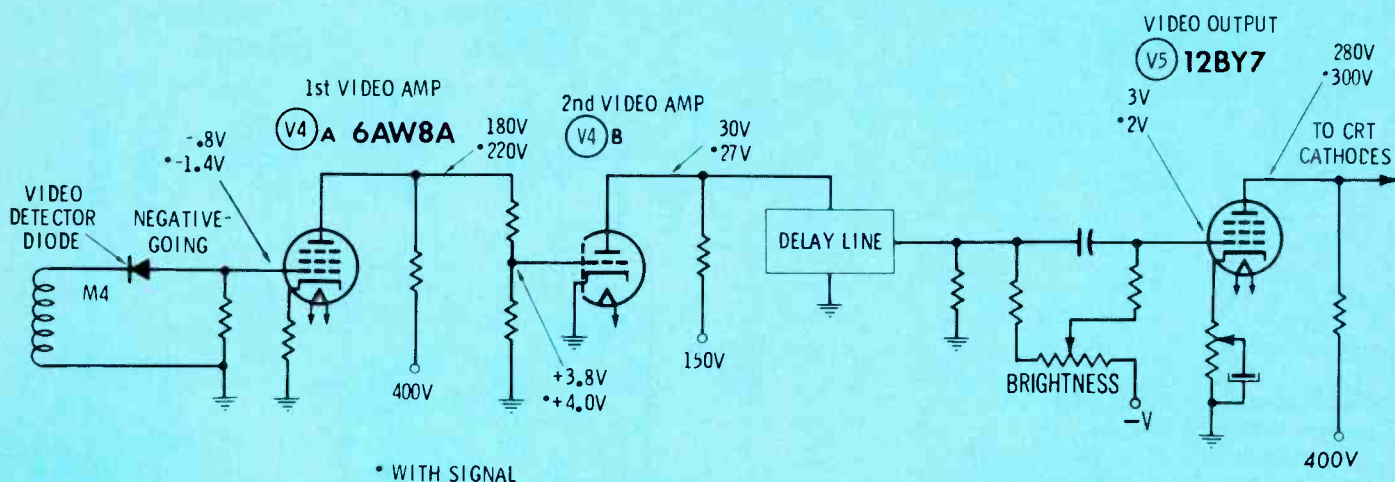 VIDEO OUTPUT
V5 12BY7
280V
•300V
3V
•2V
TO CRT
CATHODES
1st VIDEO AMP
V4 A 6AW8A
180V
•220V
2nd VIDEO AMP
V4 B
30V
•27V
-.8V
•-1.4V
VIDEO
DETECTOR
DIODE
NEGATIVE-
GOING
M4
DELAY LINE
400V
+3.8V
•+4.0V
150V
BRIGHTNESS
-V
400V
• WITH SIGNAL